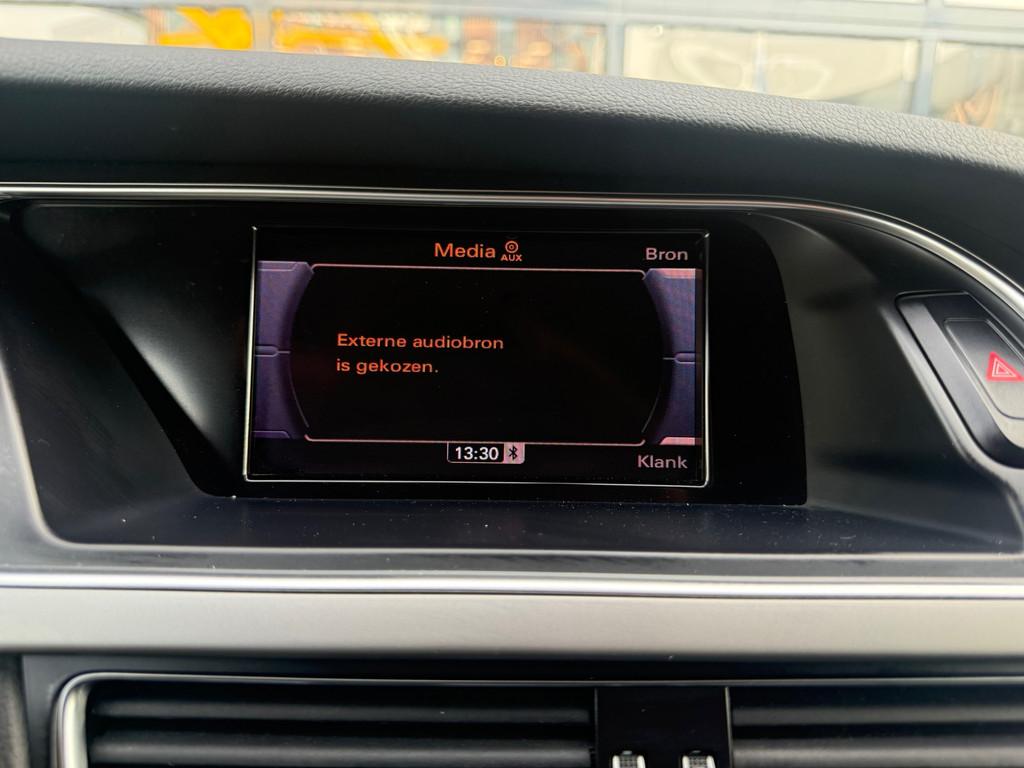 Media AUX
Bron
Externe audiobron
is gekozen.
13:30
Klank